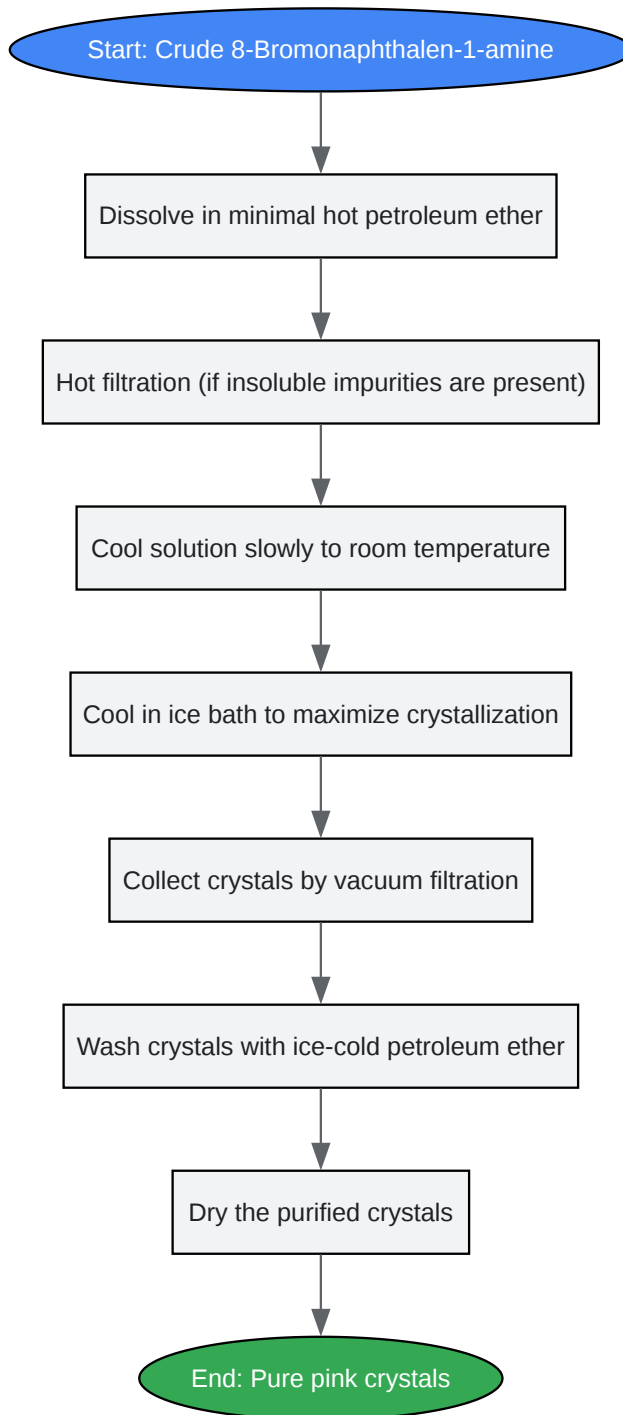 Start: Crude 8-Bromonaphthalen-1-amine
Dissolve in minimal hot petroleum ether
Hot filtration (if insoluble impurities are present)
Cool solution slowly to room temperature
Cool in ice bath to maximize crystallization
Collect crystals by vacuum filtration
Wash crystals with ice-cold petroleum ether
Dry the purified crystals
End: Pure pink crystals